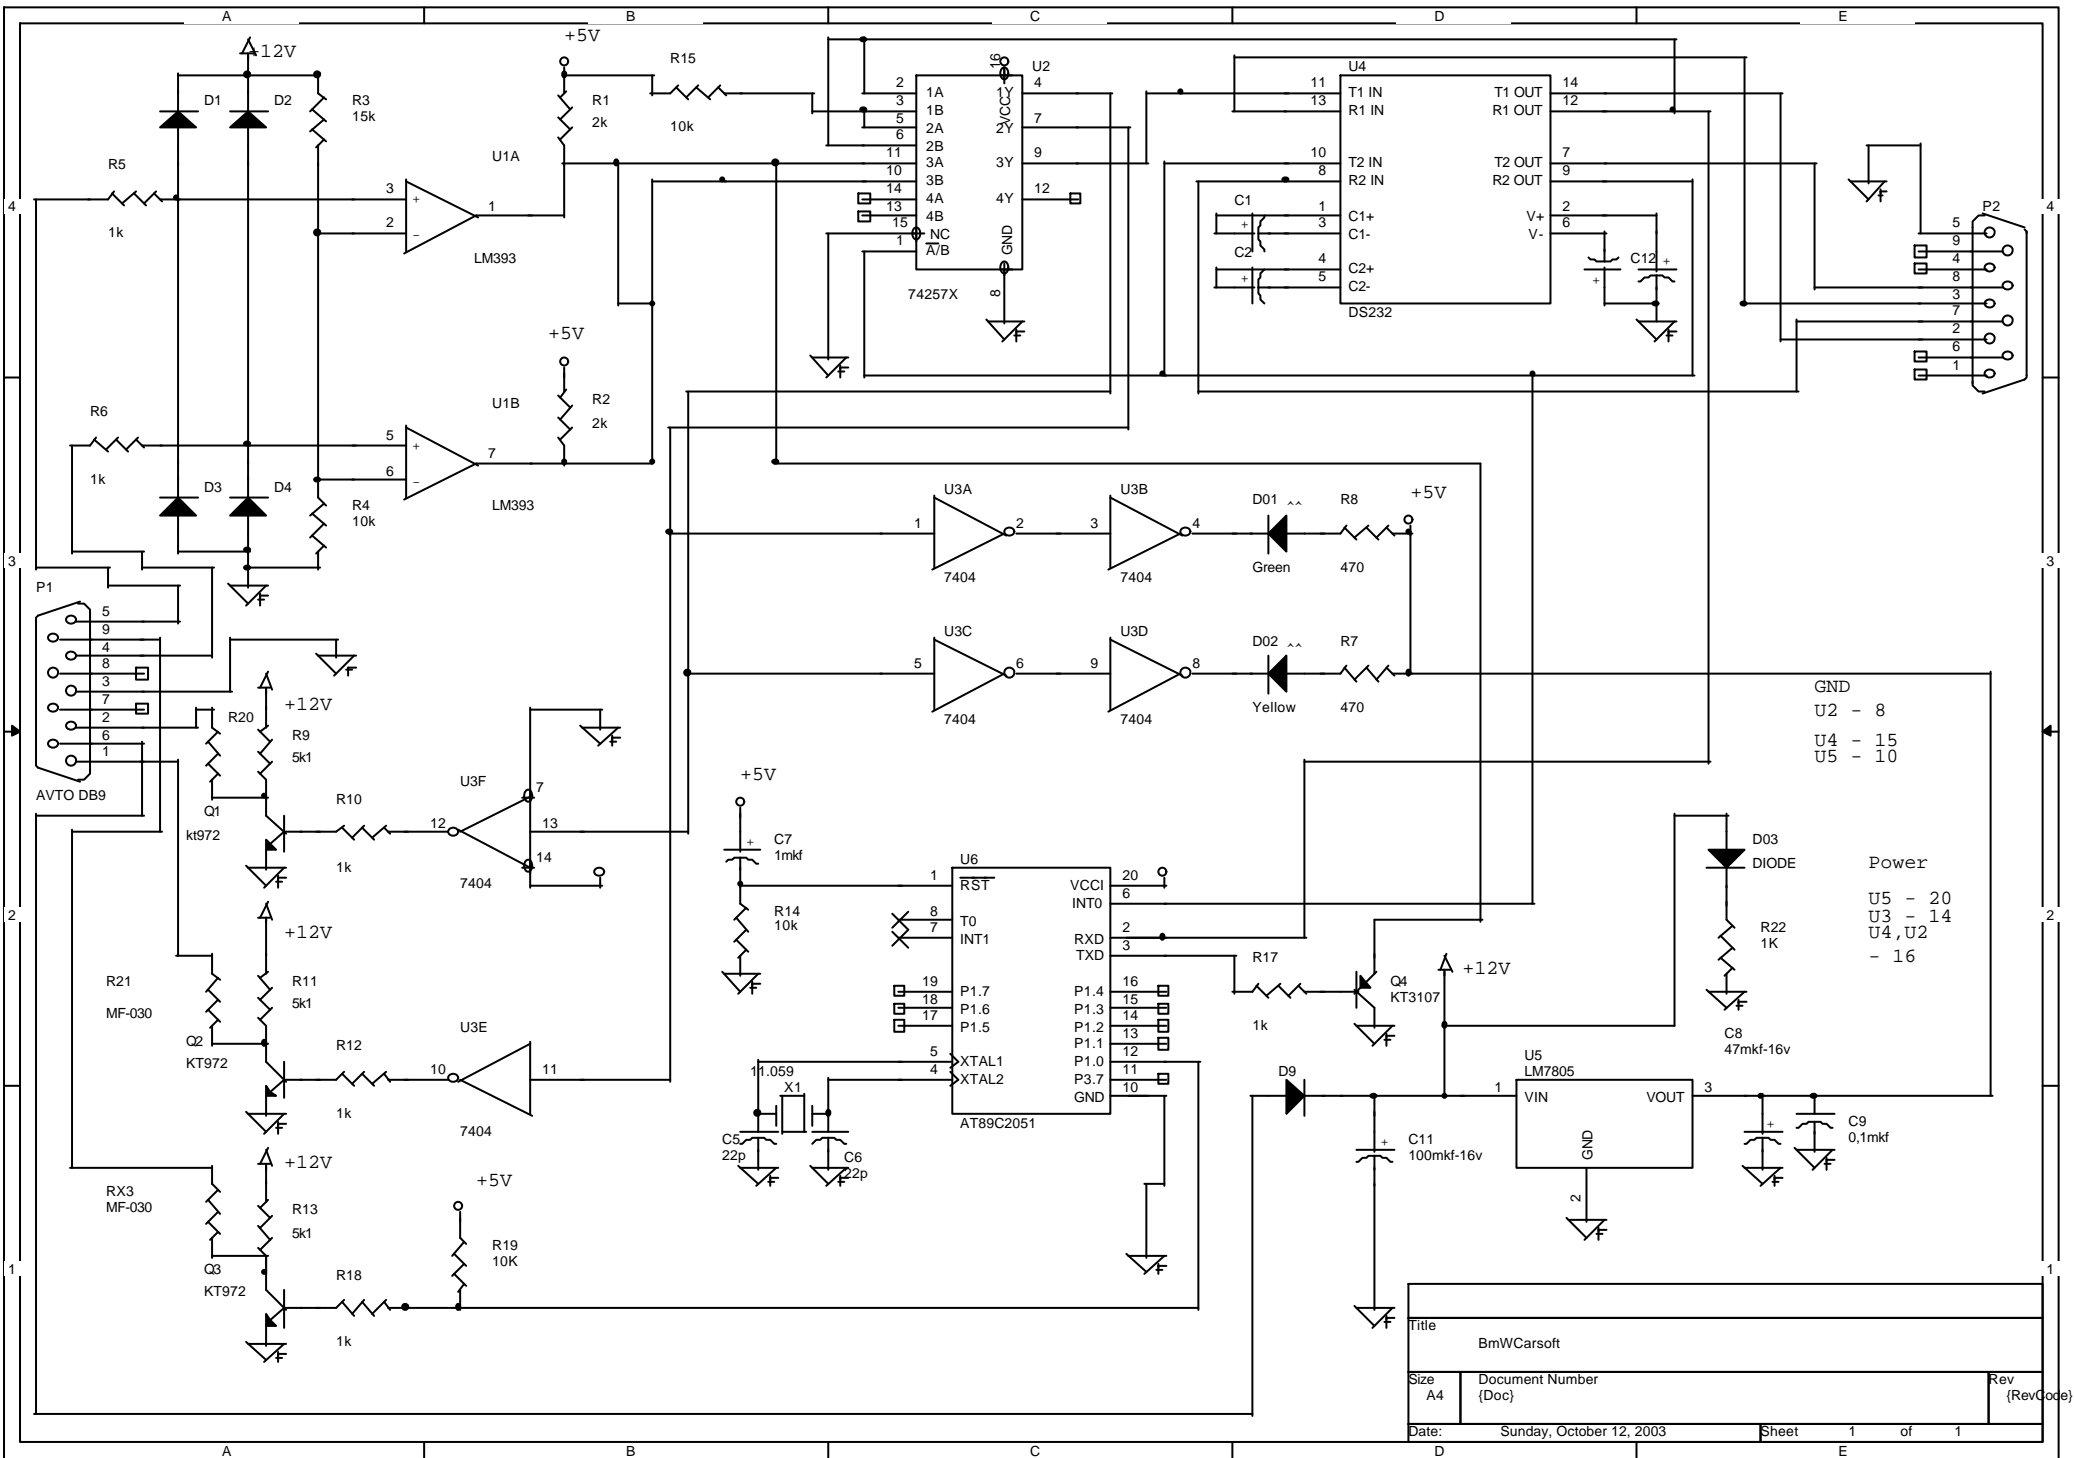 A B C D E
+12V
+5V
R15
10k
D1 D2
R3
15k
R1
2k
R5
1k
U1A
3
2
1
+
-
LM393
U2
16
VCC
2 1A
3 1B
5 2A
6 2B
11 3A
10 3B
14 4A
13 4B
15 NC
1 A/B
1Y 4
2Y 7
3Y 9
4Y 12
GND
8
74257X
U4
11 T1 IN
13 R1 IN
10 T2 IN
8 R2 IN
1 C1+
3 C1-
4 C2+
5 C2-
T1 OUT 14
R1 OUT 12
T2 OUT 7
R2 OUT 9
V+ 2
V- 6
DS232
C1
+
C2
+
C12 +
+
P2
5
9
4
8
3
7
2
6
1
4 4
+5V
R2
2k
R6
1k
U1B
5
6
7
+
-
LM393
D3 D4
R4
10k
3 3
U3A
1 2
7404
U3B
3 4
7404
D01 ^^
Green
R8
470
+5V
U3C
5 6
7404
U3D
9 8
7404
D02 ^^
Yellow
R7
470
P1
5
9
4
8
3
7
2
6
1
AVTO DB9
+12V
R20
R9
5k1
Q1
kt972
R10
1k
U3F
12 13
7
14
7404
GND
U2 - 8
U4 - 15
U5 - 10
+5V
C7
1mkf
+
R14
10k
U6
1 RST
8 T0
7 INT1
19 P1.7
18 P1.6
17 P1.5
5 XTAL1
4 XTAL2
VCCI 20
INT0 6
RXD 2
TXD 3
P1.4 16
P1.3 15
P1.2 14
P1.1 13
P1.0 12
P3.7 11
GND 10
AT89C2051
D03
DIODE
R22
1K
Power
U5 - 20
U3 - 14
U4,U2
- 16
2 2
+12V
R21
MF-030
R11
5k1
Q2
KT972
R12
1k
U3E
10 11
7404
R17
1k
Q4
KT3107
+12V
C8
47mkf-16v
11.059
X1
C5
22p
C6
22p
D9
U5
LM7805
1 VIN
VOUT 3
GND
2
C11
100mkf-16v
+
+
C9
0,1mkf
+12V
RX3
MF-030
R13
5k1
Q3
KT972
R18
1k
+5V
R19
10K
1 1
Title
BmWCarsoft
Size
A4
Document Number
{Doc}
Rev
{RevCode}
Date: Sunday, October 12, 2003 Sheet 1 of 1
A B C D E